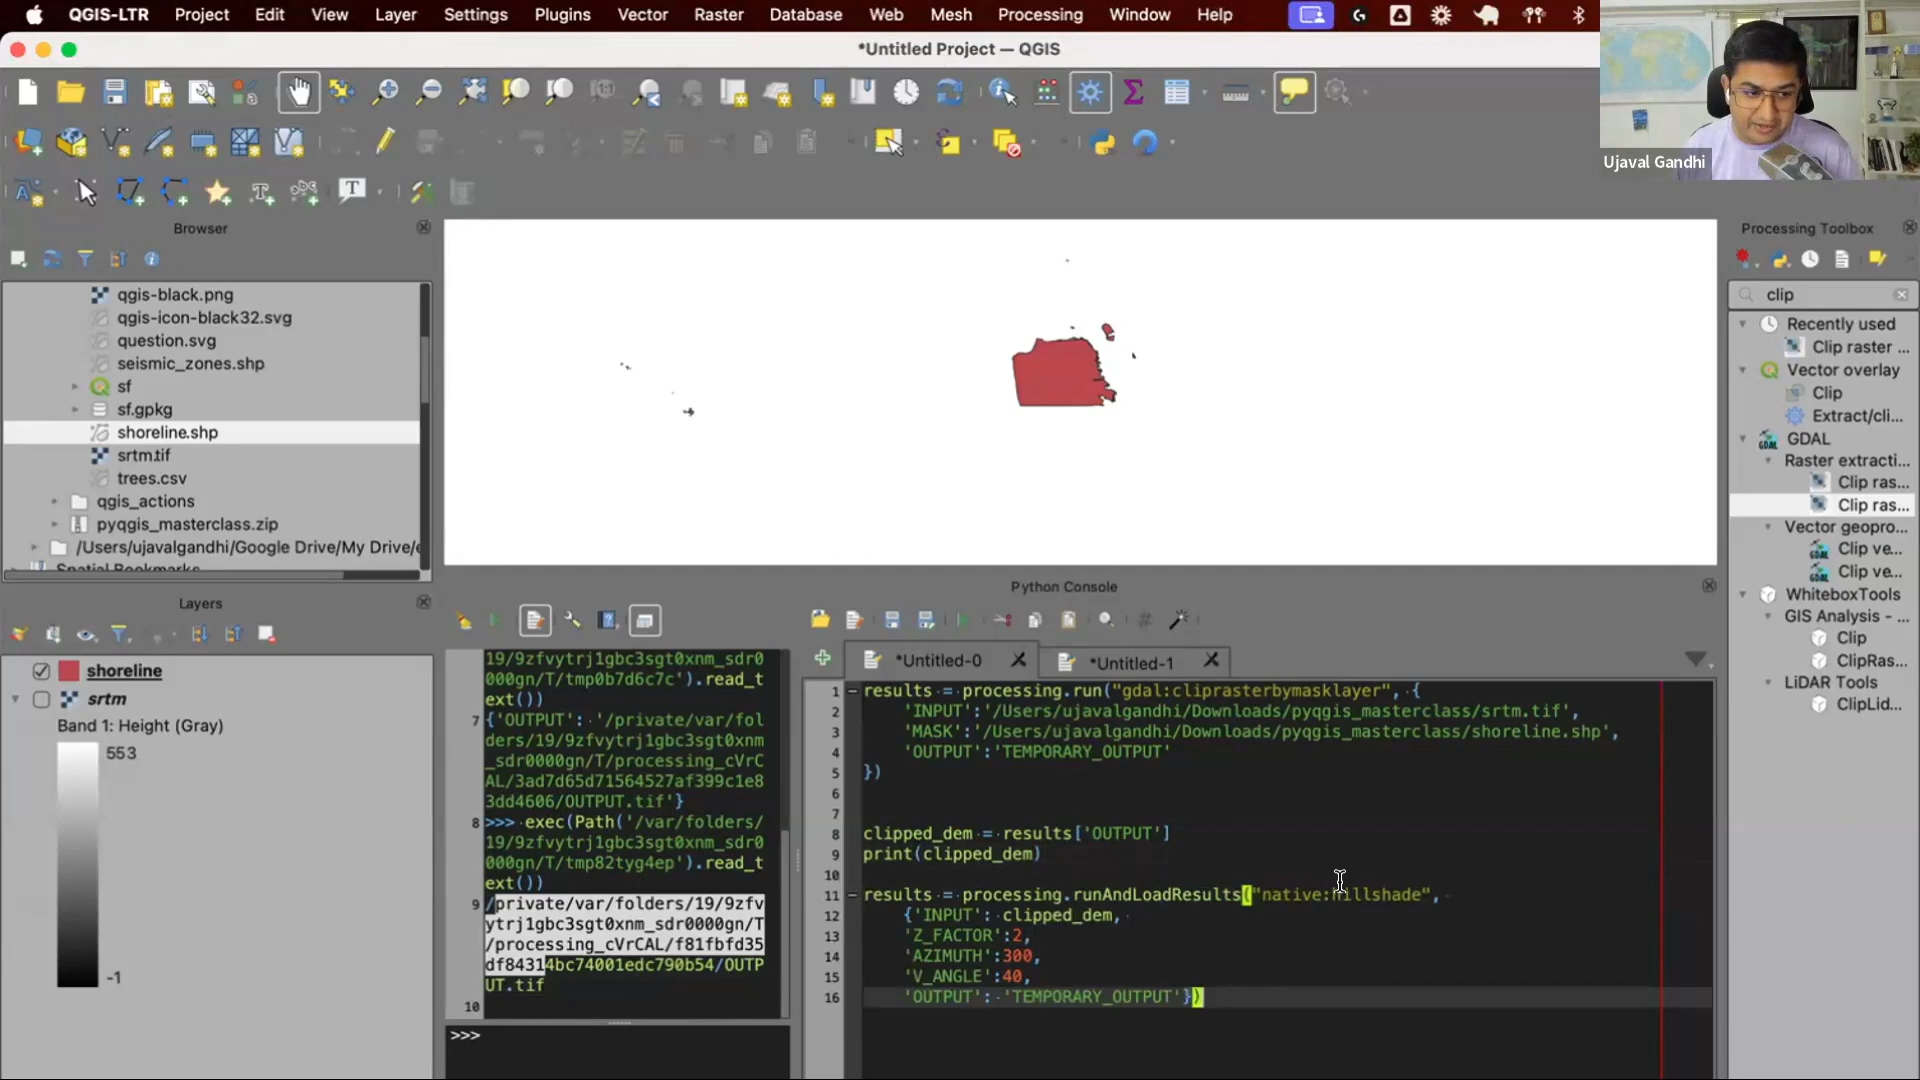 QGIS-LTR Project Edit View Layer Settings Plugins Vector Raster Database Web Mesh Processing Window Help
*Untitled Project — QGIS
Ujaval Gandhi
Browser
qgis-black.png
qgis-icon-black32.svg
question.svg
seismic_zones.shp
sf
sf.gpkg
shoreline.shp
srtm.tif
trees.csv
qgis_actions
pyqgis_masterclass.zip
/Users/ujavalgandhi/Google Drive/My Drive/e
Spatial Bookmarks
Layers
shoreline
srtm
Band 1: Height (Gray)
553
-1
Python Console
19/9zfvytrj1gbc3sgt0xnm_sdr0
000gn/T/tmp0b7d6c7c').read_t
ext())
7 {'OUTPUT': '/private/var/fol
ders/19/9zfvytrj1gbc3sgt0xnm
_sdr0000gn/T/processing_cVrC
AL/3ad7d65d71564527af399c1e8
3dd4606/OUTPUT.tif'}
8 >>> exec(Path('/var/folders/
19/9zfvytrj1gbc3sgt0xnm_sdr0
000gn/T/tmp82tyg4ep').read_t
ext())
9 /private/var/folders/19/9zfv
ytrj1gbc3sgt0xnm_sdr0000gn/T
/processing_cVrCAL/f81fbfd35
df84314bc74001edc790b54/OUTP
UT.tif
10
>>>
*Untitled-0
*Untitled-1
1 results = processing.run("gdal:cliprasterbymasklayer", {
2 'INPUT':'/Users/ujavalgandhi/Downloads/pyqgis_masterclass/srtm.tif',
3 'MASK':'/Users/ujavalgandhi/Downloads/pyqgis_masterclass/shoreline.shp',
4 'OUTPUT':'TEMPORARY_OUTPUT'
5 })
6
7
8 clipped_dem = results['OUTPUT']
9 print(clipped_dem)
10
11 results = processing.runAndLoadResults("native:hillshade",
12 {'INPUT': clipped_dem,
13 'Z_FACTOR':2,
14 'AZIMUTH':300,
15 'V_ANGLE':40,
16 'OUTPUT': 'TEMPORARY_OUTPUT'})
Processing Toolbox
clip
Recently used
Clip raster ...
Vector overlay
Clip
Extract/cli...
GDAL
Raster extracti...
Clip ras...
Clip ras...
Vector geopro...
Clip ve...
Clip ve...
WhiteboxTools
GIS Analysis - ...
Clip
ClipRas...
LiDAR Tools
ClipLid...